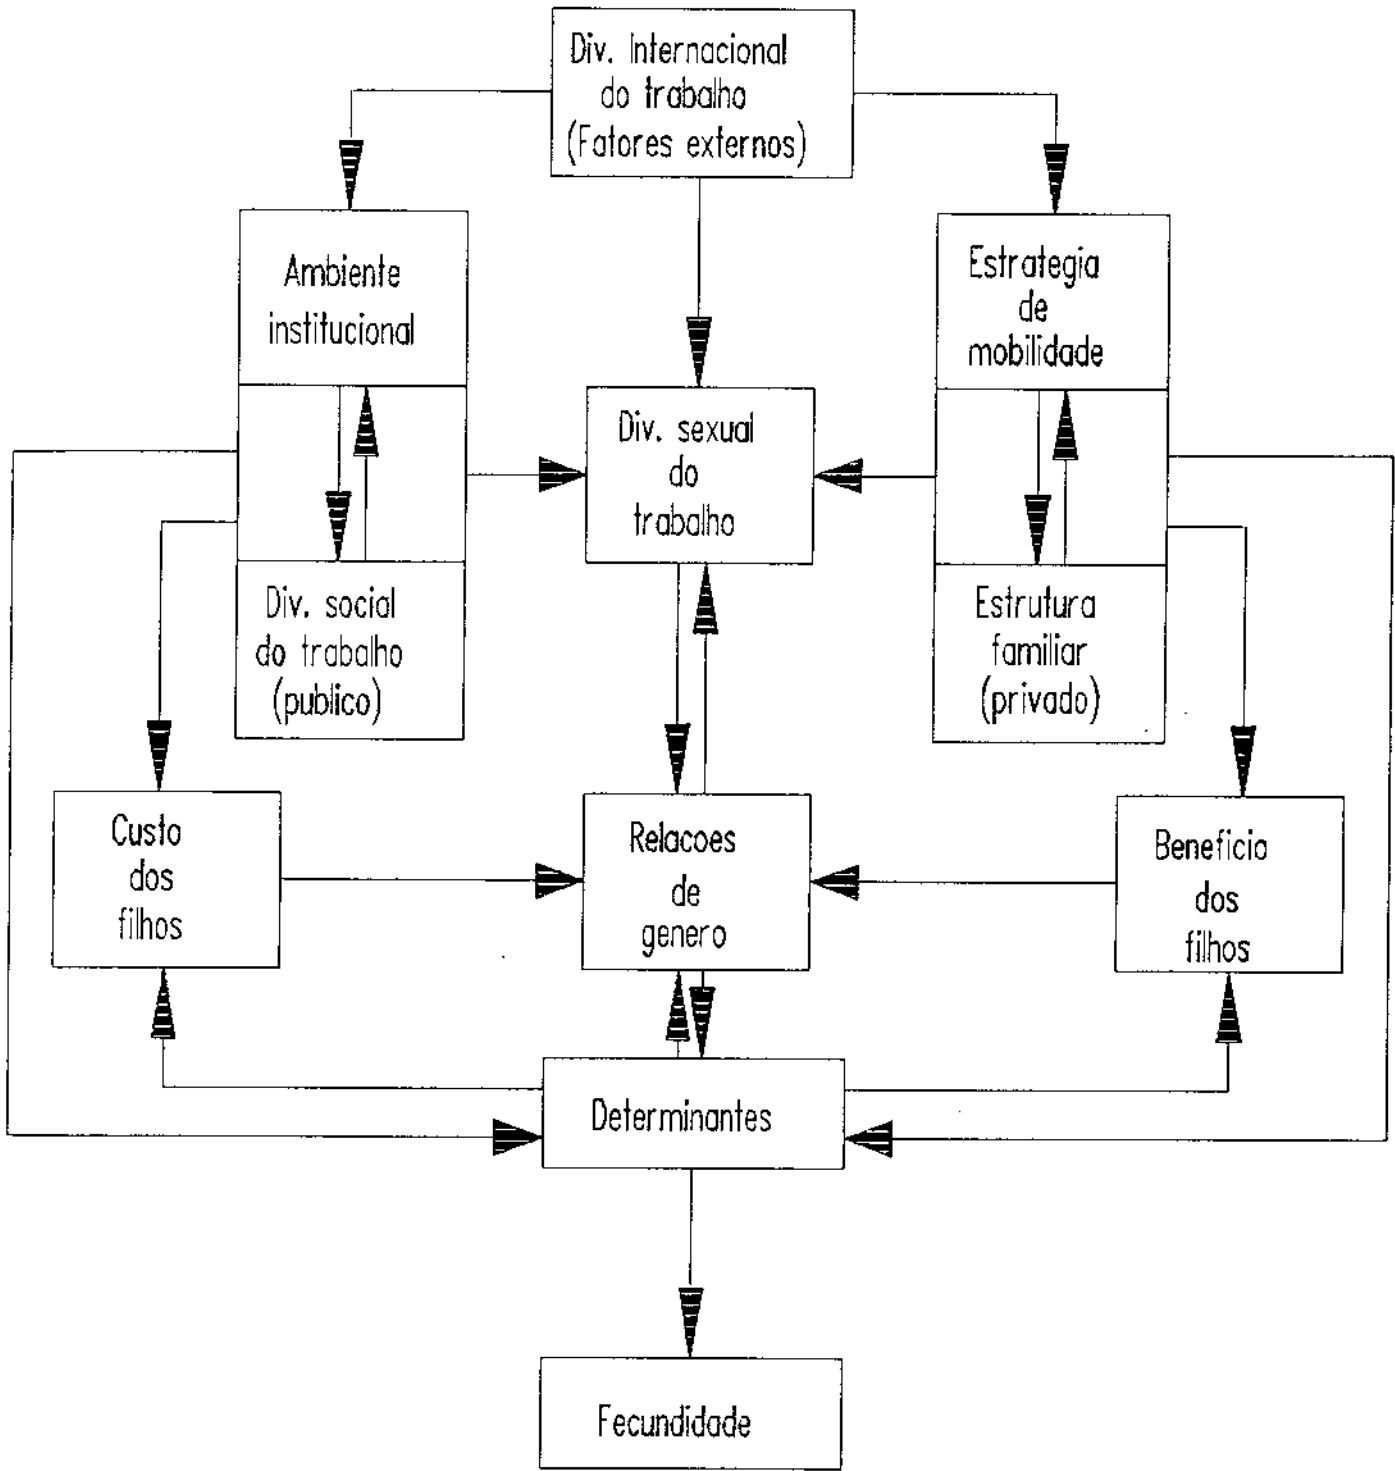 Div. Internacional
do trabalho
(Fatores externos)
Ambiente
institucional
Estrategia
de
mobilidade
Div. sexual
do
trabalho
Div. social
do trabalho
(publico)
Estrutura
familiar
(privado)
Custo
dos
filhos
Relacoes
de
genero
Beneficia
dos
filhos
Determinantes
Fecundidade